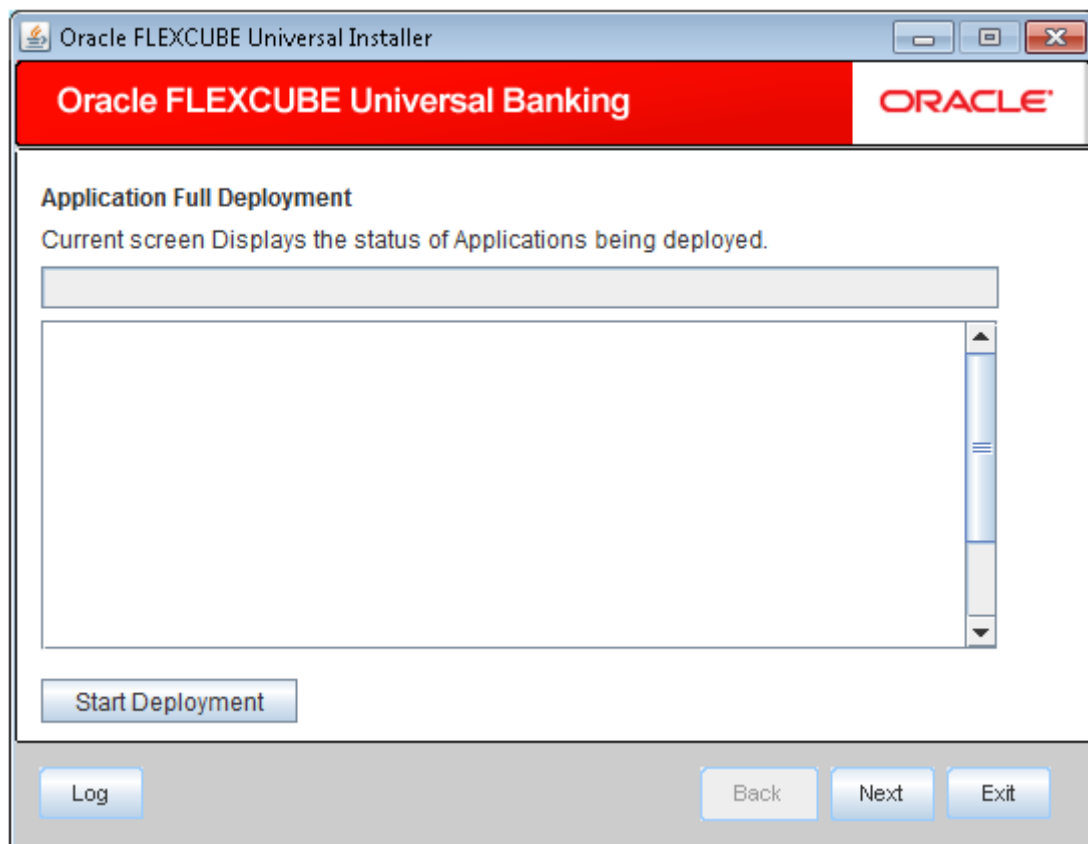 Oracle FLEXCUBE Universal Installer
Oracle FLEXCUBE Universal Banking
ORACLE
Application Full Deployment
Current screen Displays the status of Applications being deployed.
Start Deployment
Log
Back
Next
Exit